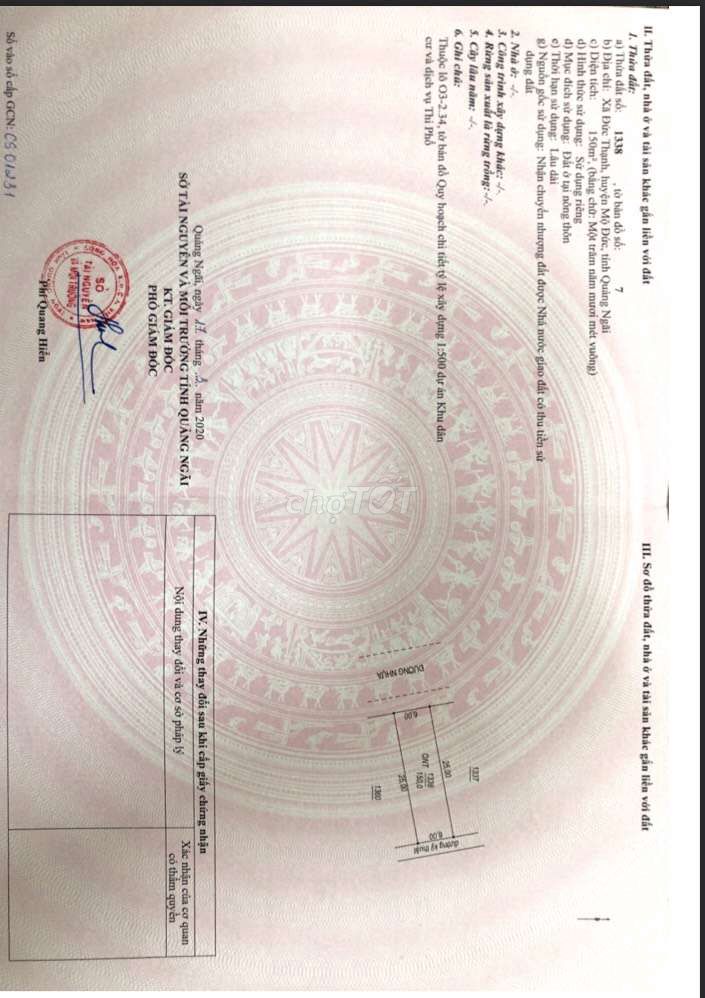 II. Thửa đất, nhà ở và tài sản khác gắn liền với đất
1. Thửa đất:
a) Thửa đất số: 1338 , tờ bản đồ số: 7
b) Địa chỉ: Xã Đức Thạnh, huyện Mộ Đức, tỉnh Quảng Ngãi
c) Diện tích: 150m², (bằng chữ: Một trăm năm mươi mét vuông)
d) Hình thức sử dụng: Sử dụng riêng
đ) Mục đích sử dụng: Đất ở tại nông thôn
e) Thời hạn sử dụng: Lâu dài
g) Nguồn gốc sử dụng: Nhận chuyển nhượng đất được Nhà nước giao đất có thu tiền sử
dụng đất
2. Nhà ở: -/-.
3. Công trình xây dựng khác: -/-.
4. Rừng sản xuất là rừng trồng: -/-.
5. Cây lâu năm: -/-.
6. Ghi chú:
Thuộc lô O3-2.34, tờ bản đồ Quy hoạch chi tiết tỷ lệ xây dựng 1:500 dự án Khu dân
cư và dịch vụ Thi Phổ
Quảng Ngãi, ngày tháng năm 2020
SỞ TÀI NGUYÊN VÀ MÔI TRƯỜNG TỈNH QUẢNG NGÃI
KT. GIÁM ĐỐC
PHÓ GIÁM ĐỐC
SỞ
TÀI NGUYÊN
VÀ MÔI TRƯỜNG
Phí Quang Hiển
Số vào sổ cấp GCN: CS01231
III. Sơ đồ thửa đất, nhà ở và tài sản khác gắn liền với đất
ĐƯỜNG NHỰA
1337
25.00
6.00
1338
ONT 150,0
6.00
25.00
1360
đường kỹ thuật
IV. Những thay đổi sau khi cấp giấy chứng nhận
Nội dung thay đổi và cơ sở pháp lý
Xác nhận của cơ quan
có thẩm quyền
chợTỐT